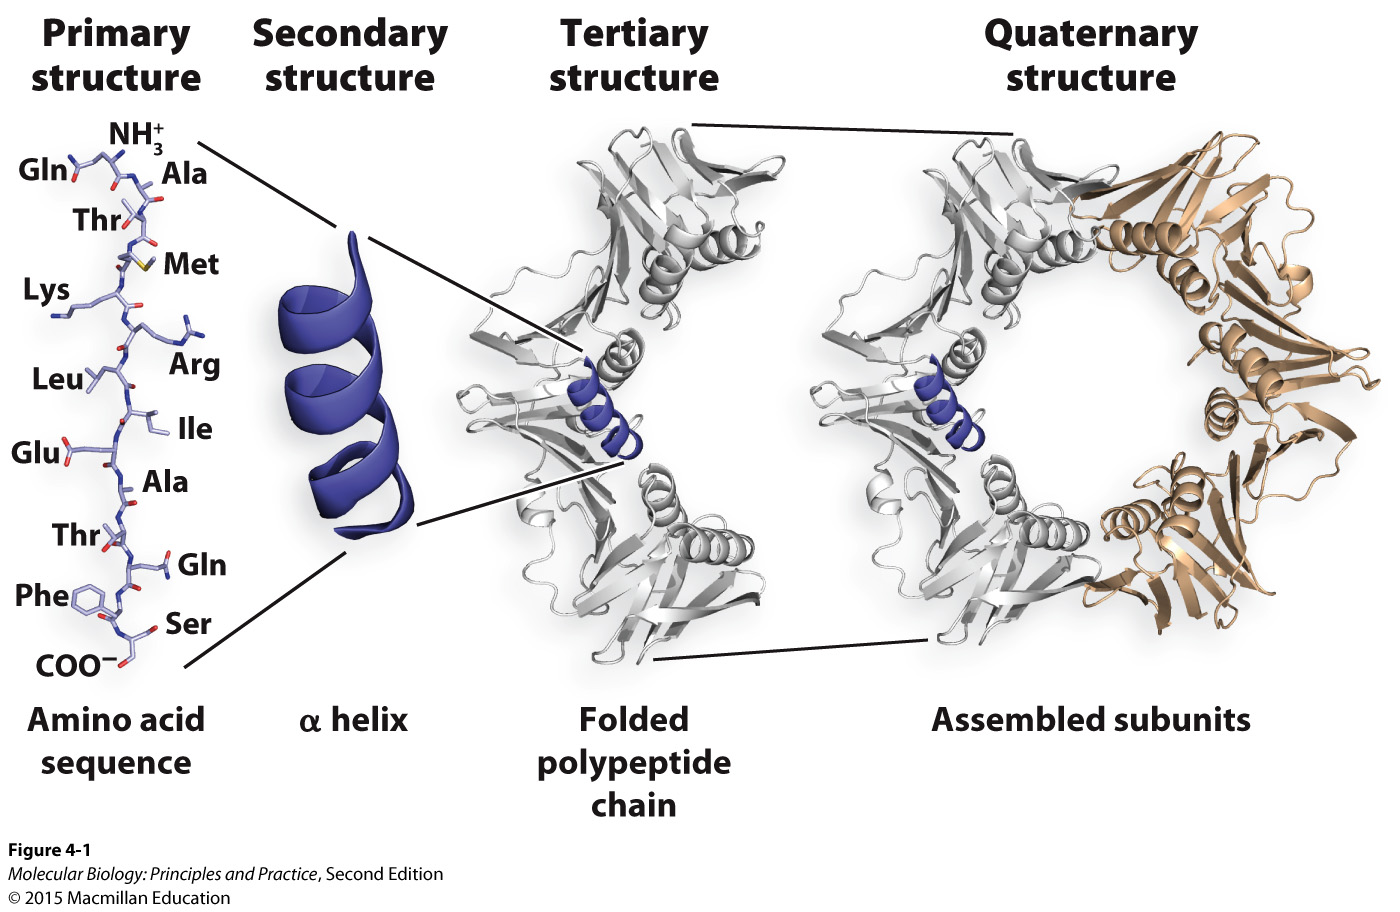 Primary
structure
Secondary
structure
Tertiary
structure
Quaternary
structure
NH₃⁺
Gln
Ala
Thr
Met
Lys
Arg
Leu
Ile
Glu
Ala
Thr
Gln
Phe
Ser
COO⁻
Amino acid
sequence
α helix
Folded
polypeptide
chain
Assembled subunits
Figure 4-1
Molecular Biology: Principles and Practice, Second Edition
© 2015 Macmillan Education